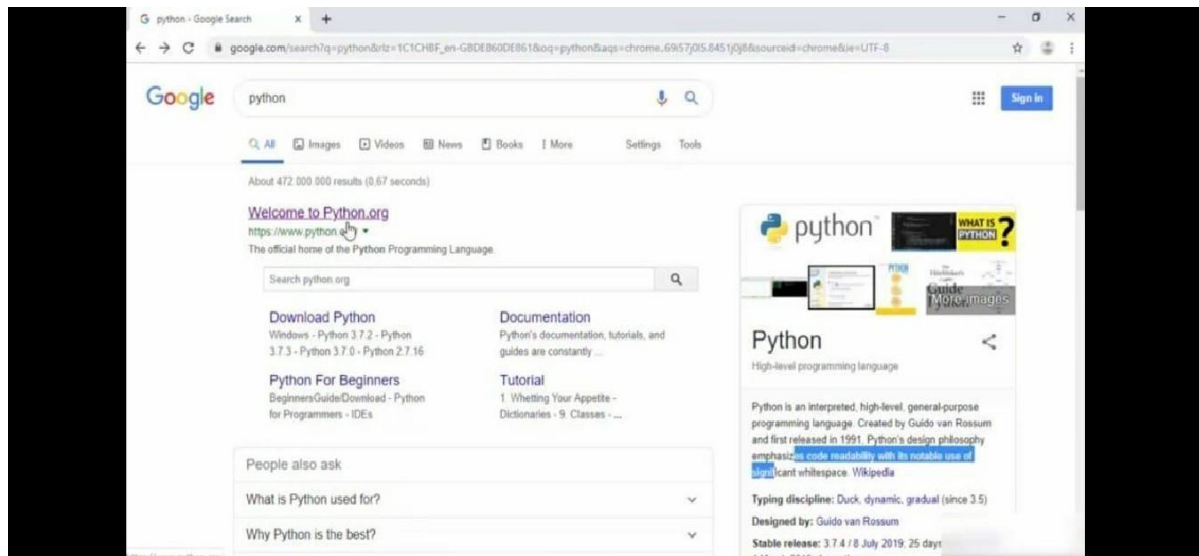 G python - Google Search
google.com/search?q=python&rlz=1C1CHBF_en-GBDEB60DE861&oq=python&aqs=chrome..69i57j0l5.8451j0j8&sourceid=chrome&ie=UTF-8
Google
python
Sign in
All Images Videos News Books More Settings Tools
About 472 000 000 results (0,67 seconds)
Welcome to Python.org
https://www.python.
The official home of the Python Programming Language
Search python.org
Download Python
Windows - Python 3.7.2 - Python
3.7.3 - Python 3.7.0 - Python 2.7.16
Documentation
Python's documentation, tutorials, and
guides are constantly ...
Python For Beginners
BeginnersGuide/Download - Python
for Programmers - IDEs
Tutorial
1. Whetting Your Appetite -
Dictionaries - 9. Classes - ...
People also ask
What is Python used for?
Why Python is the best?
python
WHAT IS
PYTHON ?
Guide
More images
Python
High-level programming language
Python is an interpreted, high-level, general-purpose
programming language. Created by Guido van Rossum
and first released in 1991. Python's design philosophy
emphasizes code readability with its notable use of
significant whitespace. Wikipedia
Typing discipline: Duck, dynamic, gradual (since 3.5)
Designed by: Guido van Rossum
Stable release: 3.7.4 / 8 July 2019; 25 days